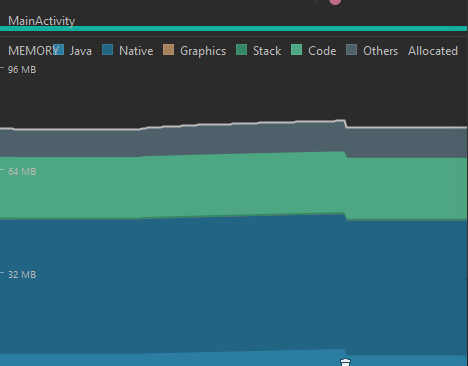 MainActivity
MEMORY Java Native Graphics Stack Code Others Allocated
96 MB
64 MB
32 MB